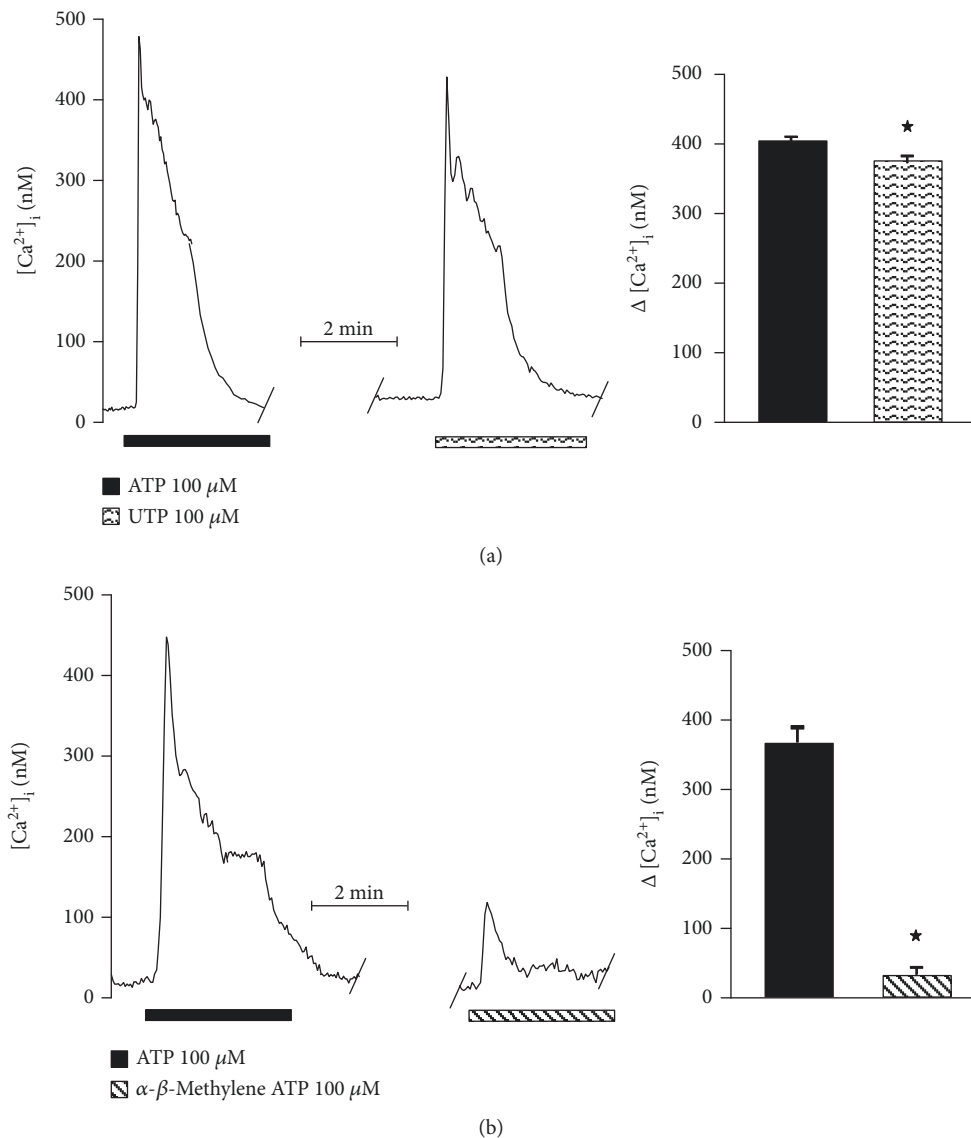 500
400
300
200
100
0
[Ca²⁺]ᵢ (nM)
2 min
ATP 100 μM
UTP 100 μM
500
400
300
200
100
0
Δ [Ca²⁺]ᵢ (nM)
★
(a)
500
400
300
200
100
0
[Ca²⁺]ᵢ (nM)
2 min
ATP 100 μM
α-β-Methylene ATP 100 μM
500
400
300
200
100
0
Δ [Ca²⁺]ᵢ (nM)
★
(b)